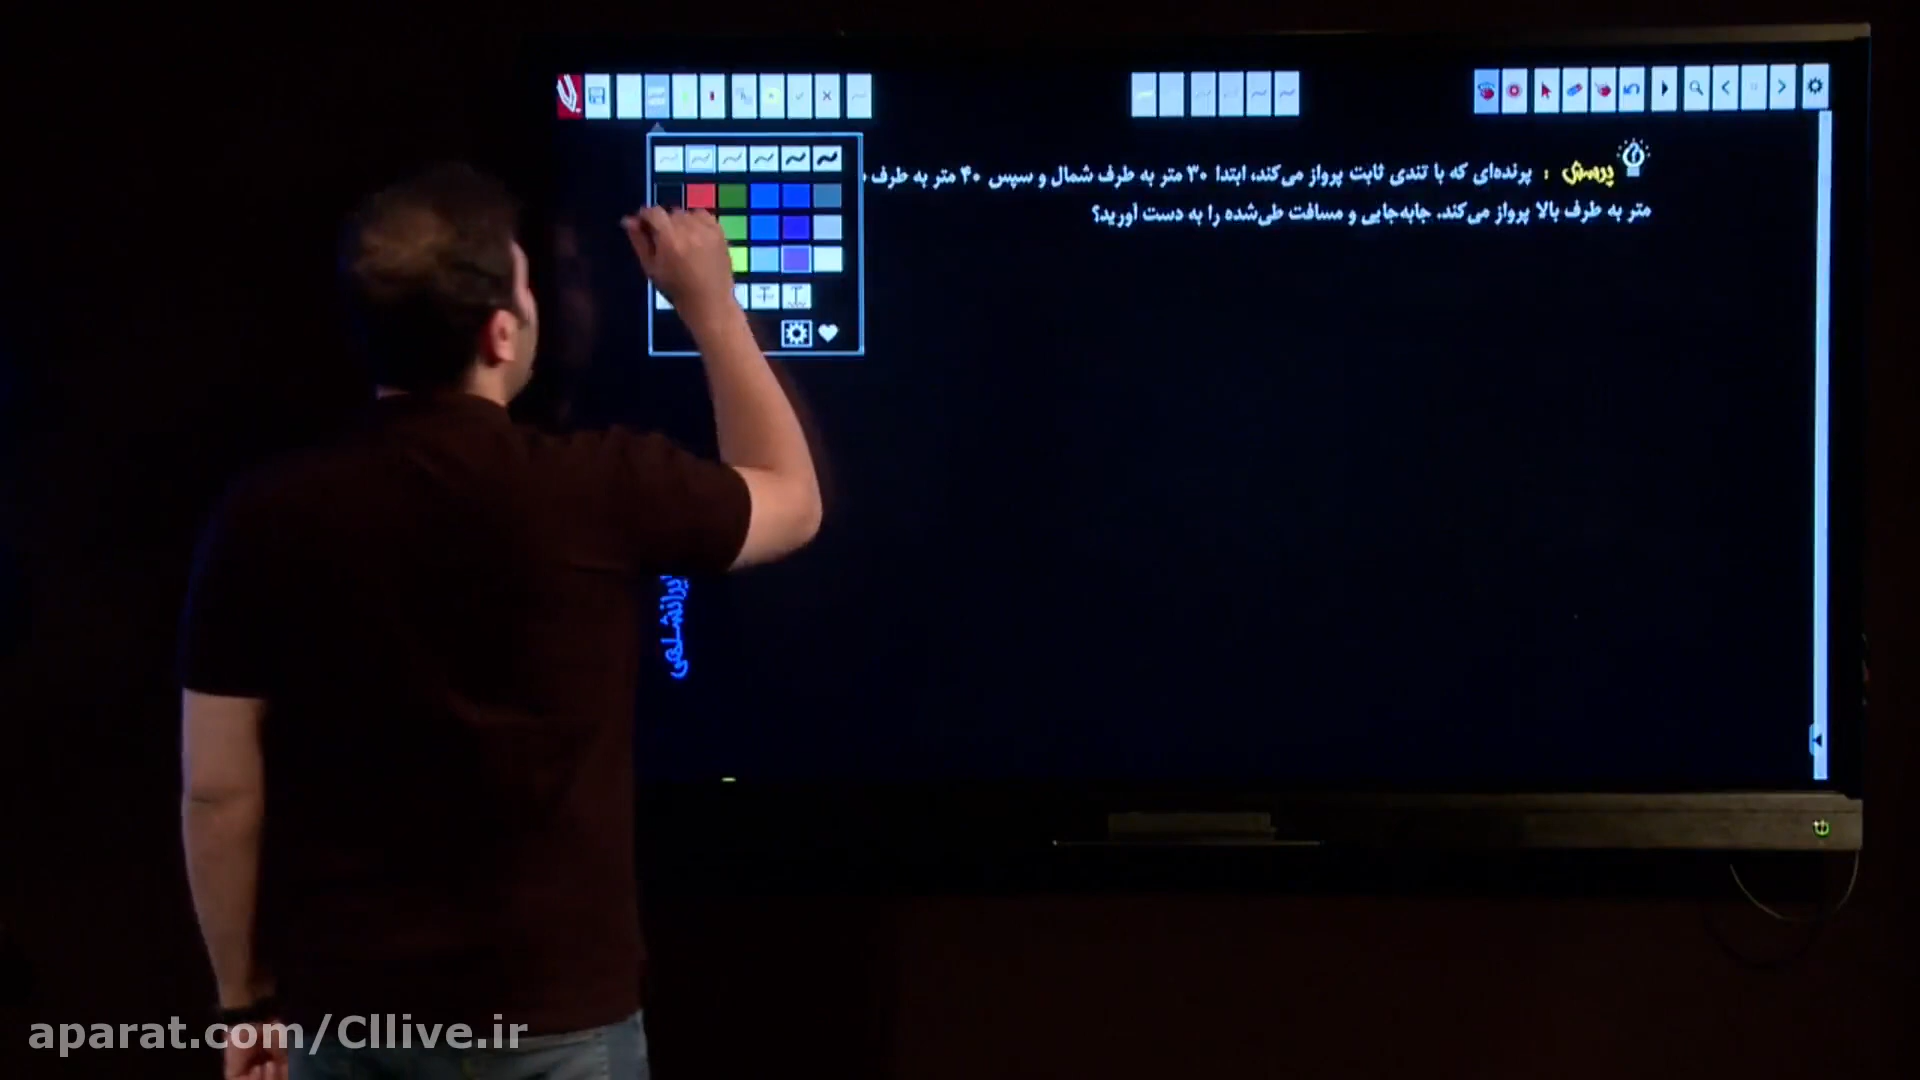 پرسش : پرنده‌ای که با تندی ثابت پرواز می‌کند، ابتدا ۳۰ متر به طرف شمال و سپس ۴۰ متر به طرف
متر به طرف بالا پرواز می‌کند. جابه‌جایی و مسافت طی‌شده را به دست آورید؟
aparat.com/Cllive.ir